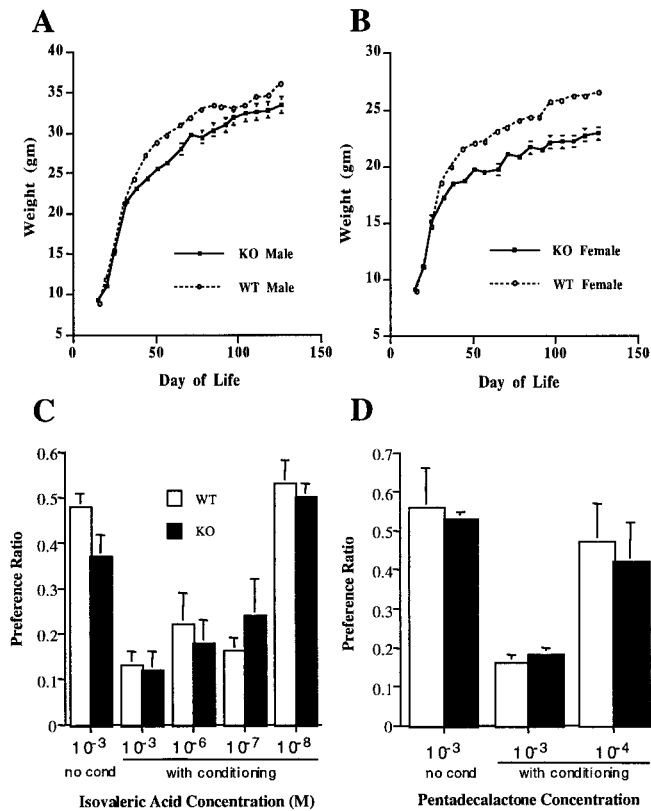 A
Weight (gm)
40
35
30
25
20
15
10
5
KO Male
WT Male
0 50 100 150
Day of Life
B
Weight (gm)
30
25
20
15
10
5
KO Female
WT Female
0 50 100 150
Day of Life
C
Preference Ratio
0.6
0.5
0.4
0.3
0.2
0.1
0
WT
KO
10-3 10-3 10-6 10-7 10-8
no cond with conditioning
Isovaleric Acid Concentration (M)
D
Preference Ratio
0.7
0.6
0.5
0.4
0.3
0.2
0.1
0
10-3 10-3 10-4
no cond with conditioning
Pentadecalactone Concentration